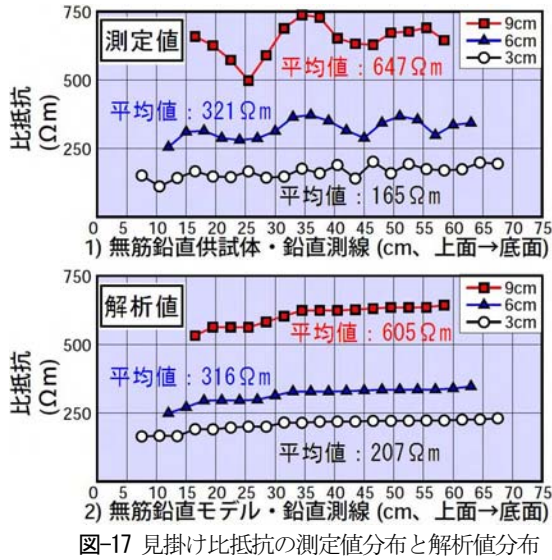 750
測定値
9cm
6cm
3cm
平均値：647Ωm
500
比抵抗
(Ωm)
平均値：321Ωm
250
平均値：165Ωm
0 5 10 15 20 25 30 35 40 45 50 55 60 65 70 75
1) 無筋鉛直供試体・鉛直測線 (cm、上面→底面)
750
解析値
9cm
6cm
3cm
平均値：605Ωm
500
比抵抗
(Ωm)
平均値：316Ωm
250
平均値：207Ωm
0 5 10 15 20 25 30 35 40 45 50 55 60 65 70 75
2) 無筋鉛直モデル・鉛直測線 (cm、上面→底面)
図−17 見掛け比抵抗の測定値分布と解析値分布